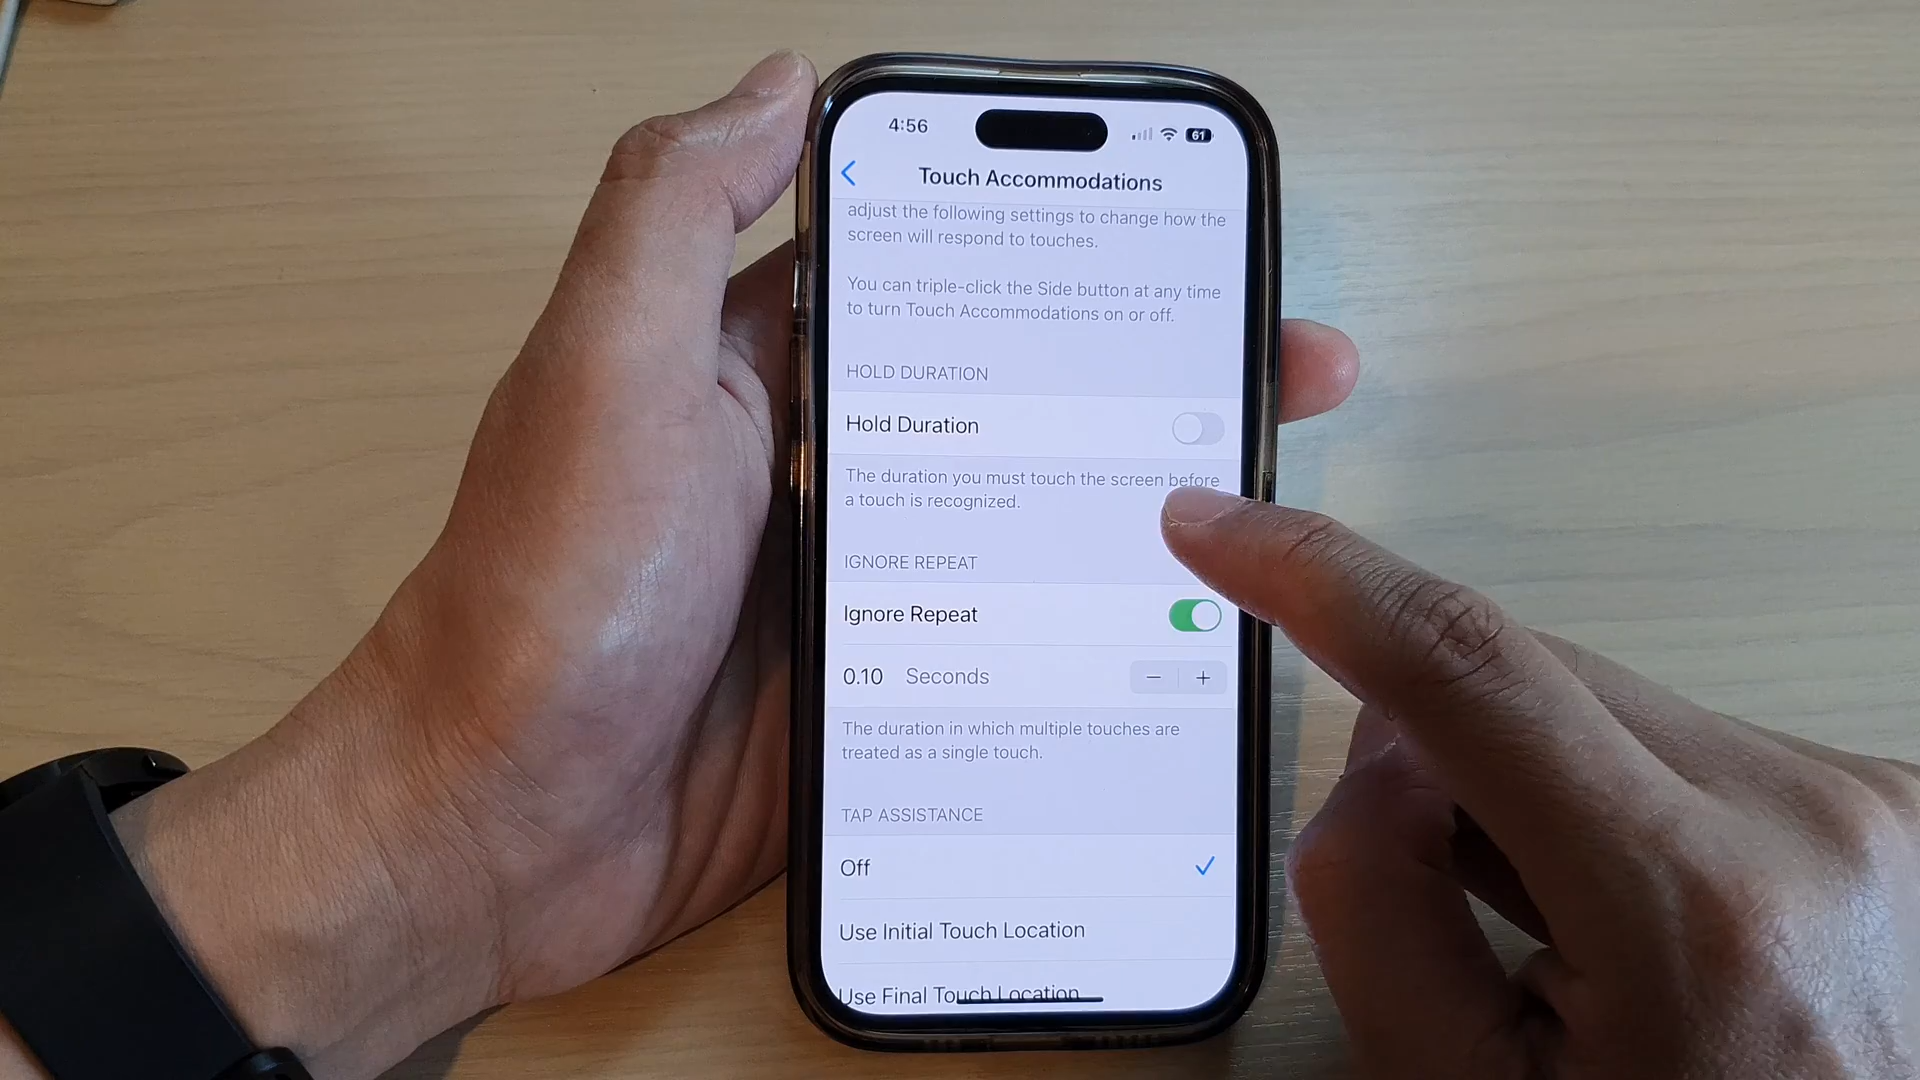 4:56
61
Touch Accommodations
adjust the following settings to change how the
screen will respond to touches.
You can triple-click the Side button at any time
to turn Touch Accommodations on or off.
HOLD DURATION
Hold Duration
The duration you must touch the screen before
a touch is recognized.
IGNORE REPEAT
Ignore Repeat
0.10 Seconds
The duration in which multiple touches are
treated as a single touch.
TAP ASSISTANCE
Off
Use Initial Touch Location
Use Final Touch Location